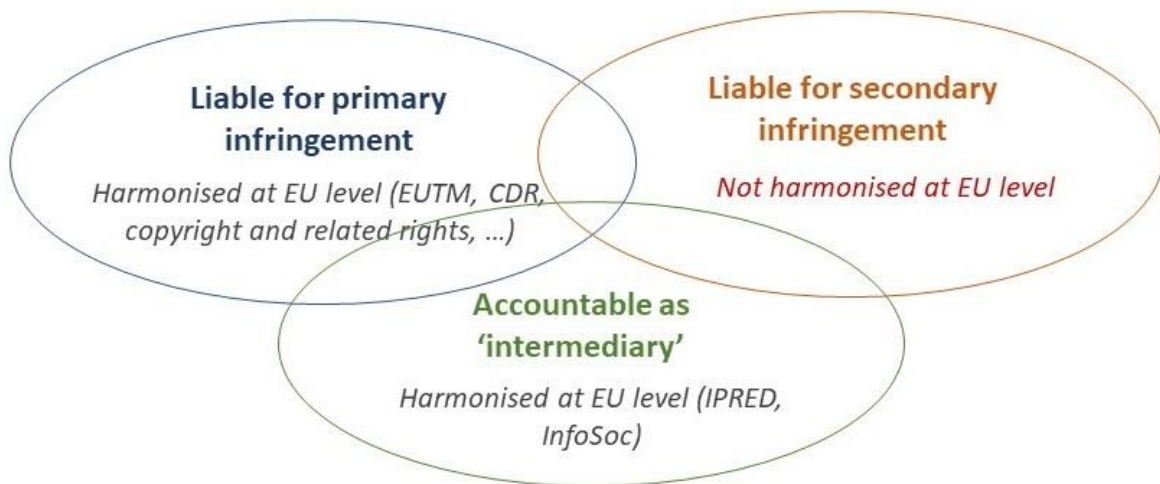 Liable for primary
infringement
Harmonised at EU level (EUTM, CDR,
copyright and related rights, …)
Liable for secondary
infringement
Not harmonised at EU level
Accountable as
‘intermediary’
Harmonised at EU level (IPRED,
InfoSoc)